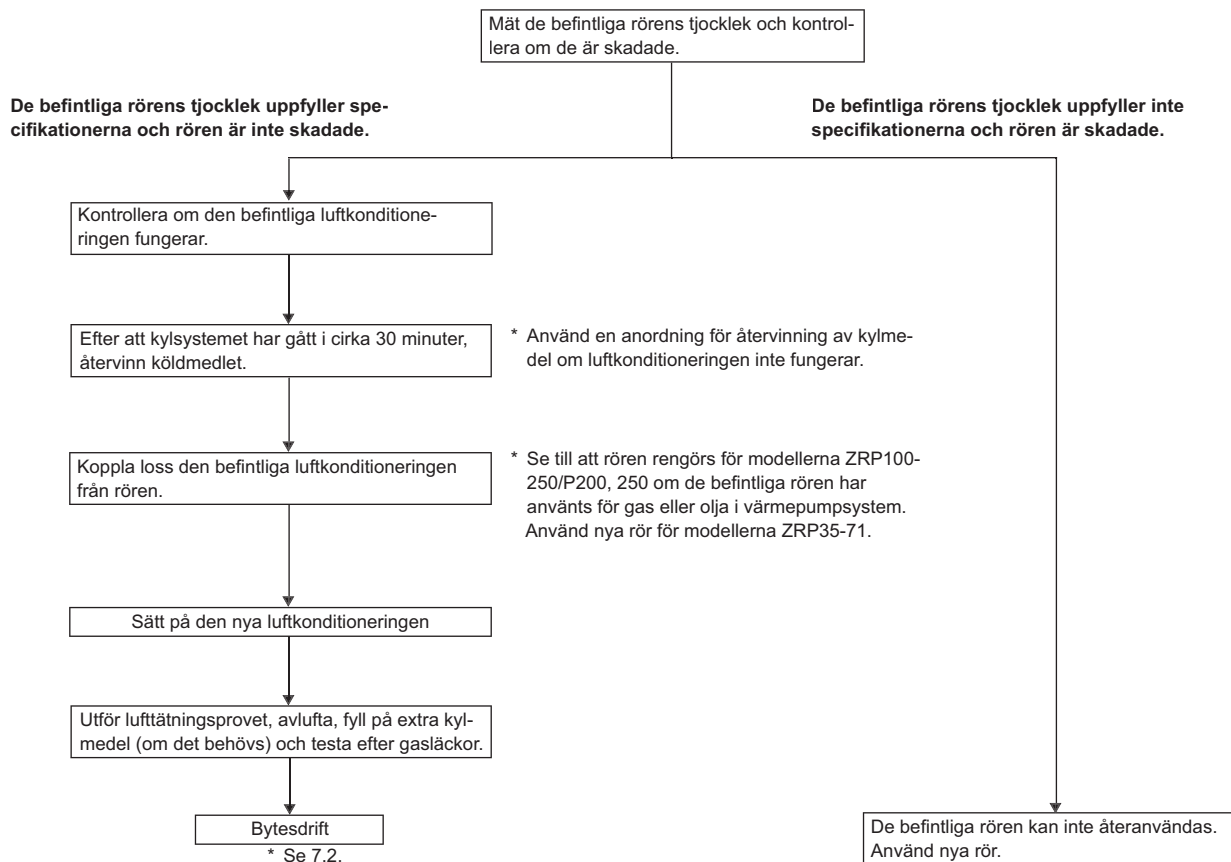 Mät de befintliga rörens tjocklek och kontrol-
lera om de är skadade.
De befintliga rörens tjocklek uppfyller spe-
cifikationerna och rören är inte skadade.
De befintliga rörens tjocklek uppfyller inte
specifikationerna och rören är skadade.
Kontrollera om den befintliga luftkonditione-
ringen fungerar.
Efter att kylsystemet har gått i cirka 30 minuter,
återvinn köldmedlet.
* Använd en anordning för återvinning av kylme-
del om luftkonditioneringen inte fungerar.
Koppla loss den befintliga luftkonditioneringen
från rören.
* Se till att rören rengörs för modellerna ZRP100-
250/P200, 250 om de befintliga rören har
använts för gas eller olja i värmepumpsystem.
Använd nya rör för modellerna ZRP35-71.
Sätt på den nya luftkonditioneringen
Utför lufttätningsprovet, avlufta, fyll på extra kyl-
medel (om det behövs) och testa efter gasläckor.
Bytesdrift
* Se 7.2.
De befintliga rören kan inte återanvändas.
Använd nya rör.